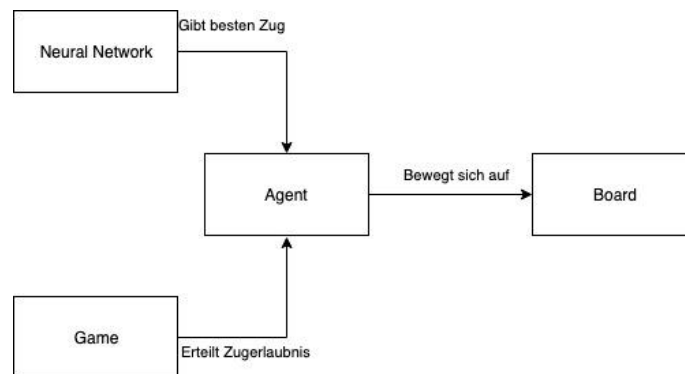 Gibt besten Zug
Neural Network
Bewegt sich auf
Agent
Board
Game
Erteilt Zugerlaubnis